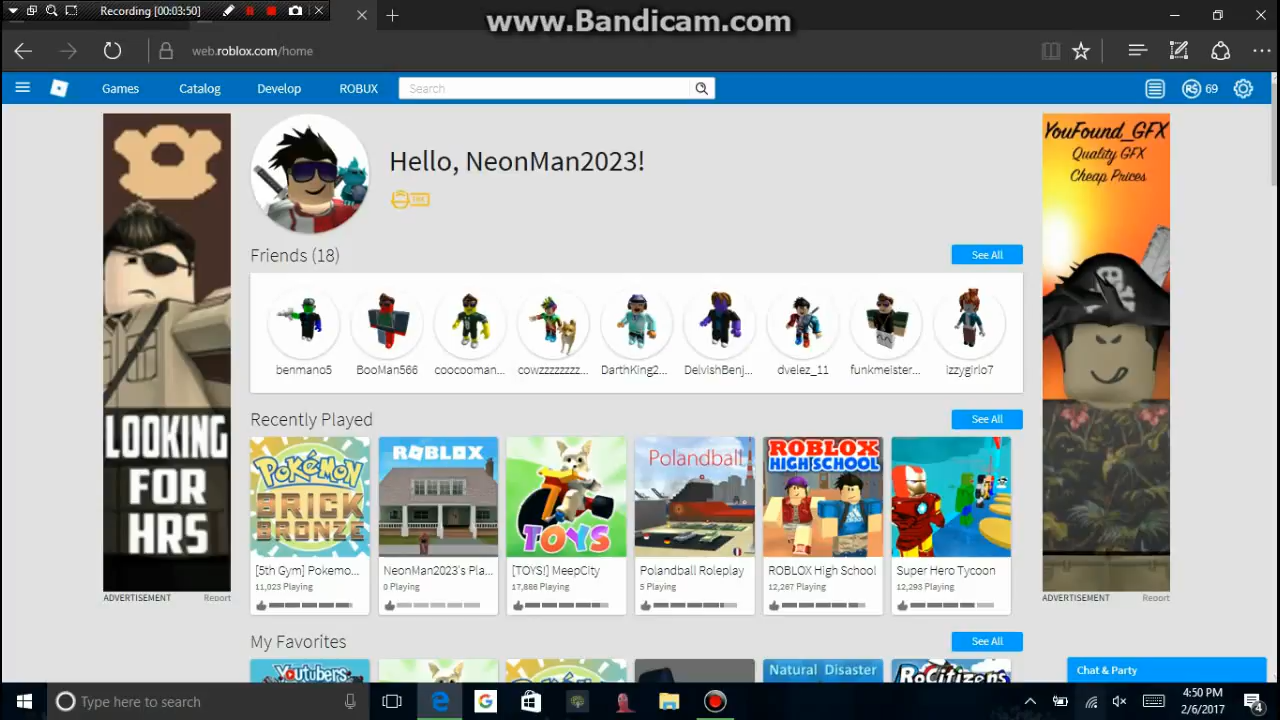 Recording [00:03:50]
www.Bandicam.com
web.roblox.com/home
Games
Catalog
Develop
ROBUX
Search
R$ 69
YouFound_GFX
Quality GFX
Cheap Prices
Hello, NeonMan2023!
TBC
Friends (18)
See All
benmano5
BooMan566
coocooman...
cowzzzzzzzz...
DarthKing2...
DelvishBenj...
dvelez_11
funkmeister...
izzygirlo7
LOOKING
FOR
HRS
Recently Played
See All
POKéMON
BRICK
BRONZE
ROBLOX
TOYS
Polandball
ROBLOX
HIGH SCHOOL
[5th Gym] Pokemo...
NeonMan2023's Pla...
[TOYS!] MeepCity
Polandball Roleplay
ROBLOX High School
Super Hero Tycoon
11,023 Playing
0 Playing
17,886 Playing
5 Playing
12,267 Playing
12,293 Playing
ADVERTISEMENT
Report
ADVERTISEMENT
Report
My Favorites
See All
Youtubers
Natural Disaster
RoCitizens
Chat & Party
Type here to search
4:50 PM
2/6/2017
4